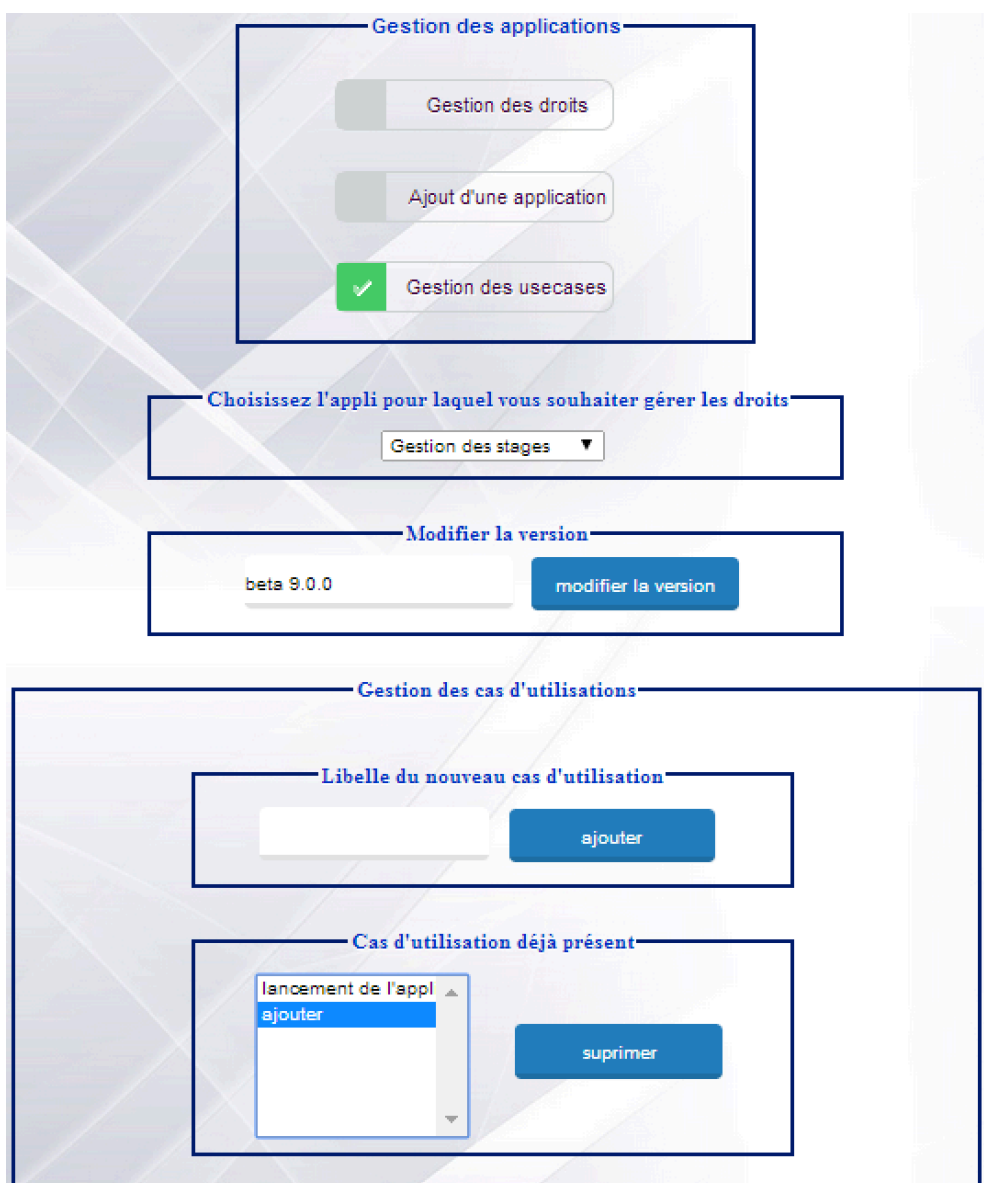 Gestion des applications
Gestion des droits
Ajout d'une application
Gestion des usecases
Choisissez l'appli pour laquel vous souhaiter gérer les droits
Gestion des stages
Modifier la version
beta 9.0.0
modifier la version
Gestion des cas d'utilisations
Libelle du nouveau cas d'utilisation
ajouter
Cas d'utilisation déjà présent
lancement de l'appl
ajouter
suprimer